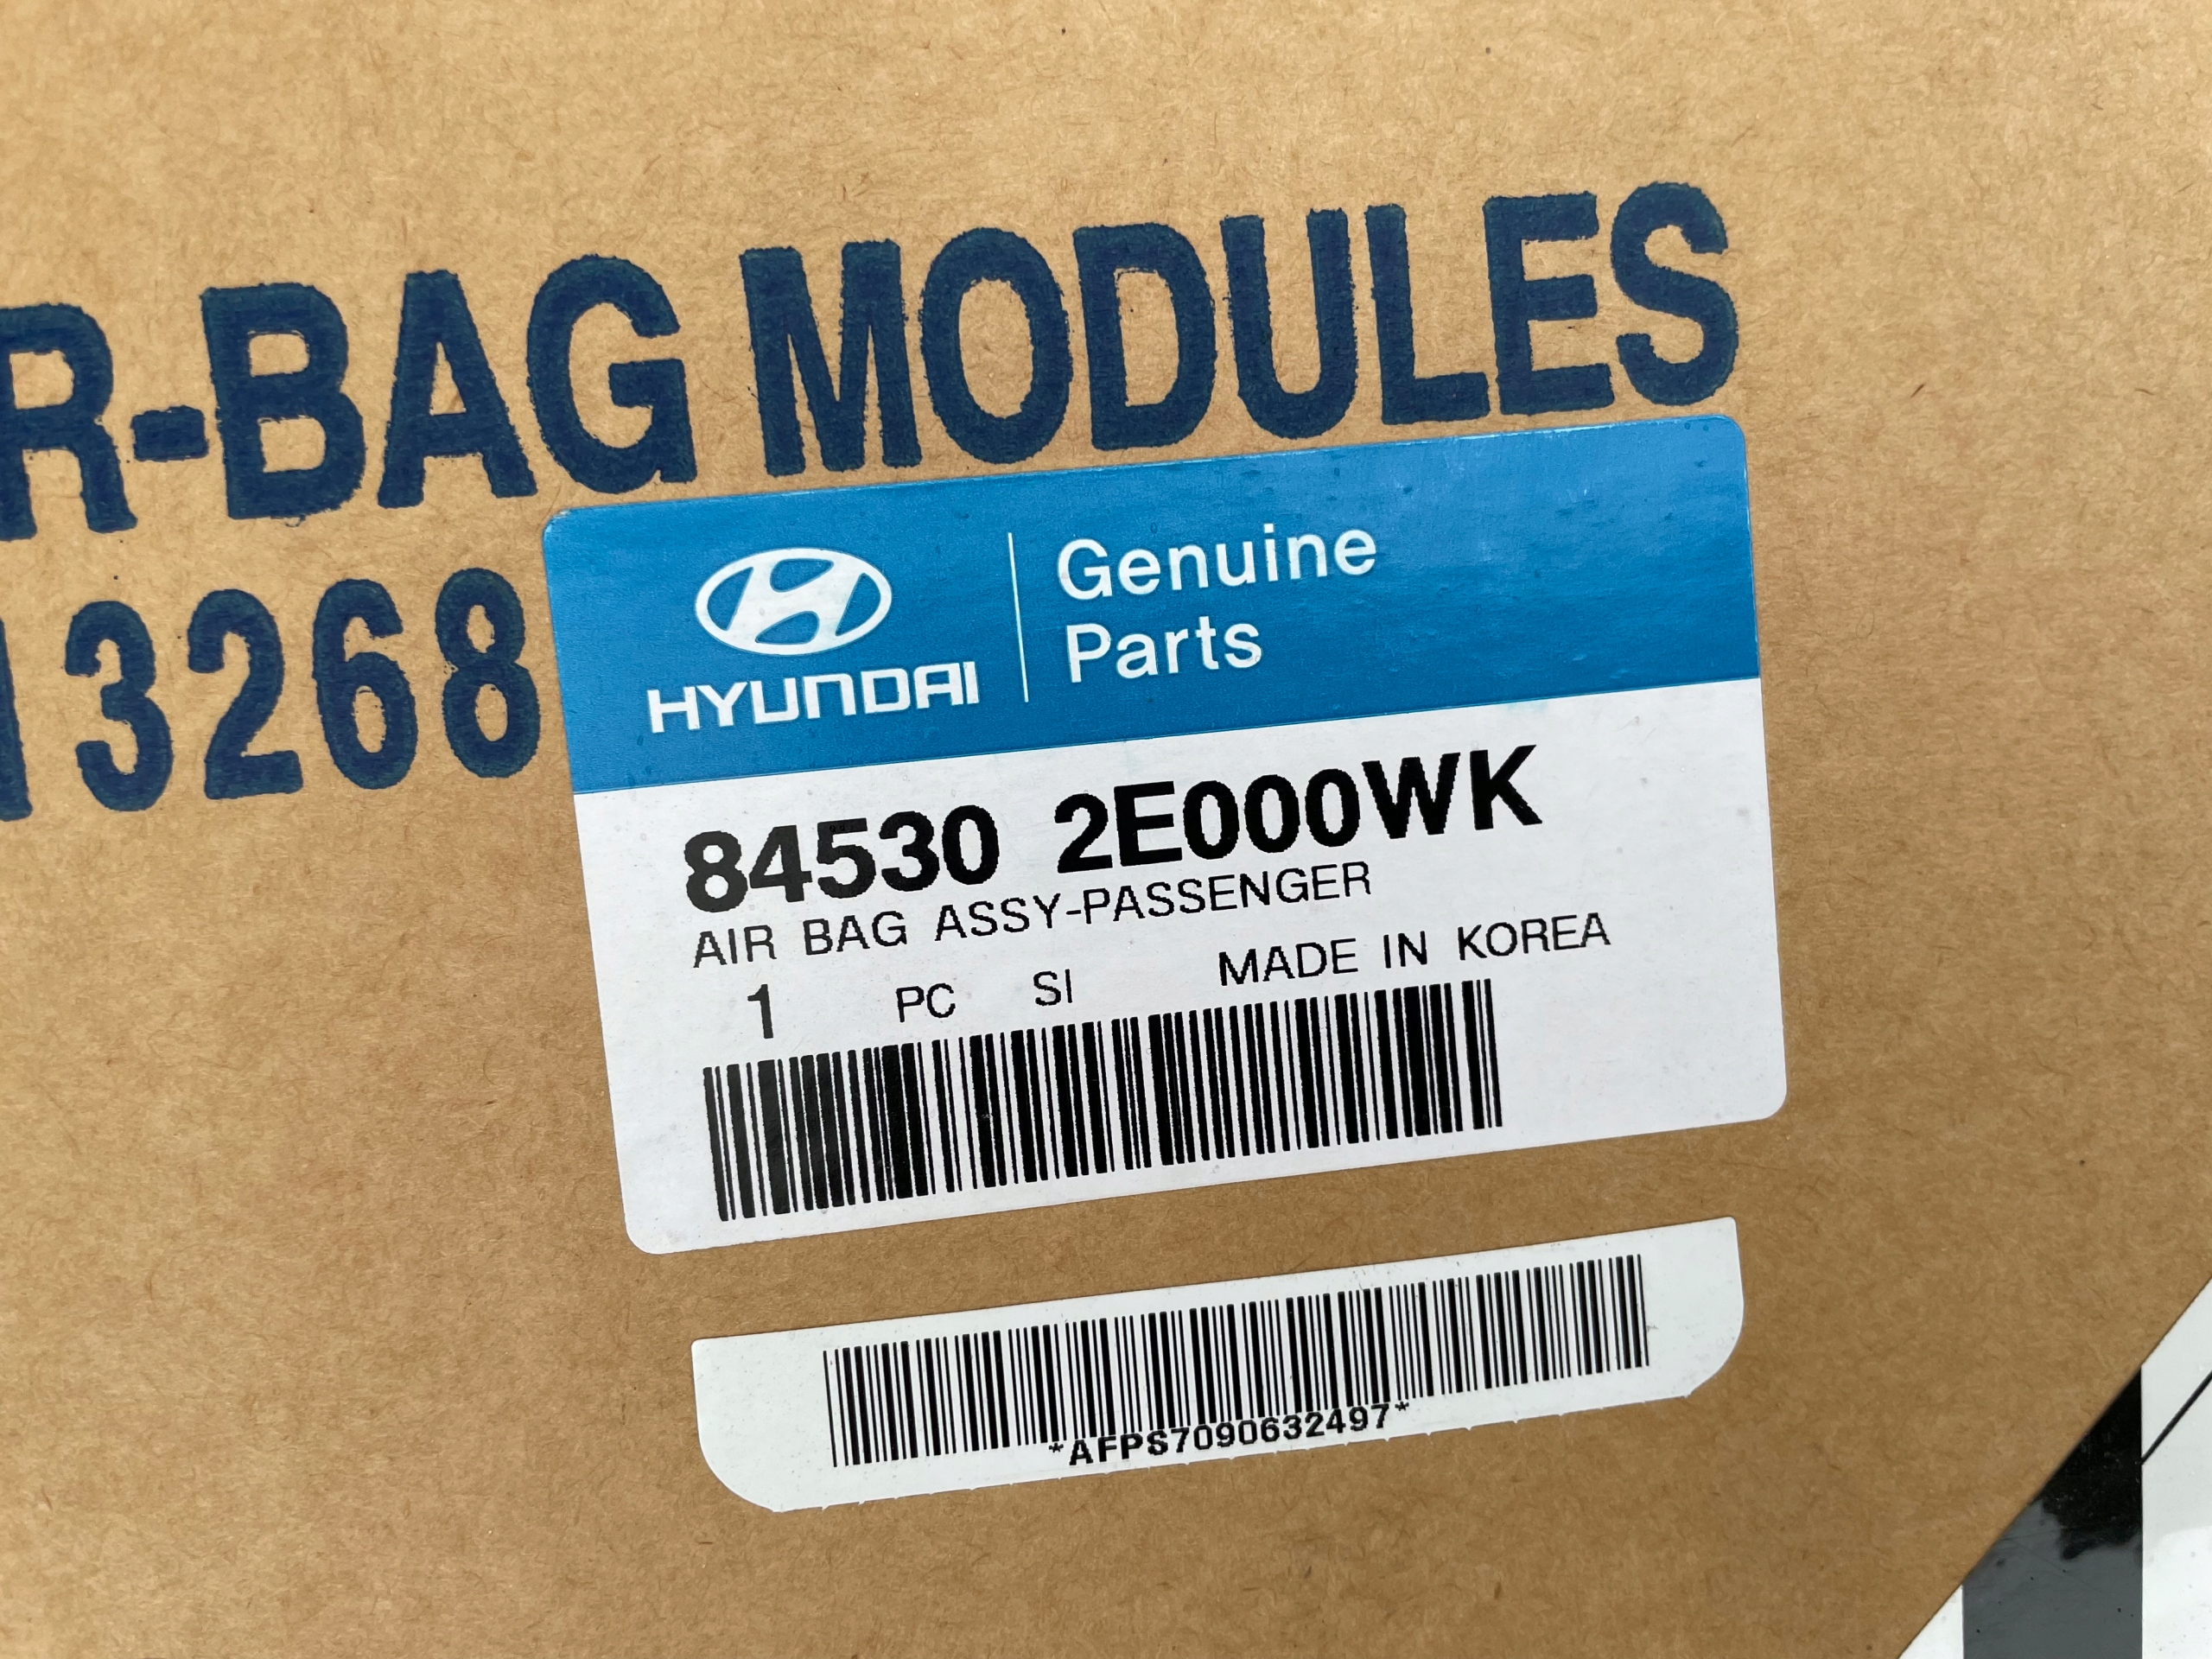 R-BAG MODULES
13268
HYUNDAI
Genuine
Parts
84530 2E000WK
AIR BAG ASSY-PASSENGER
1 PC SI MADE IN KOREA
*AFPS7090632497*